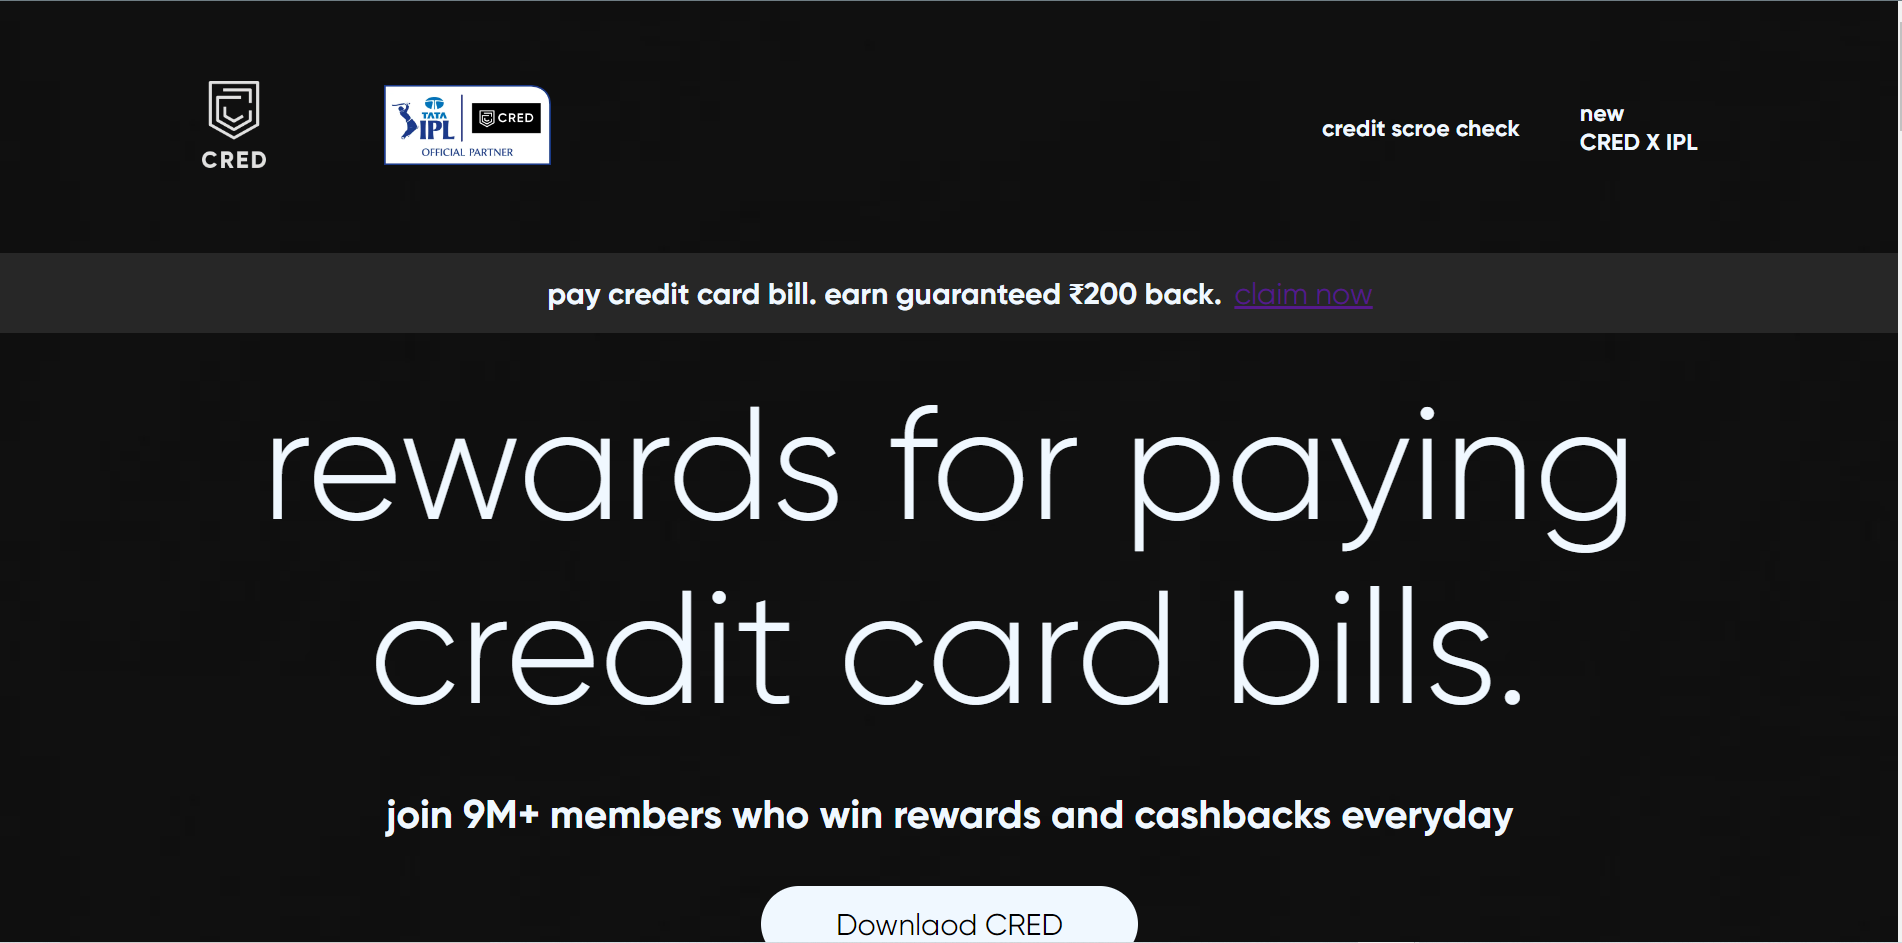 CRED
TATA
IPL
CRED
OFFICIAL PARTNER
credit scroe check
new
CRED X IPL
pay credit card bill. earn guaranteed ₹200 back. claim now
rewards for paying
credit card bills.
join 9M+ members who win rewards and cashbacks everyday
Downlaod CRED